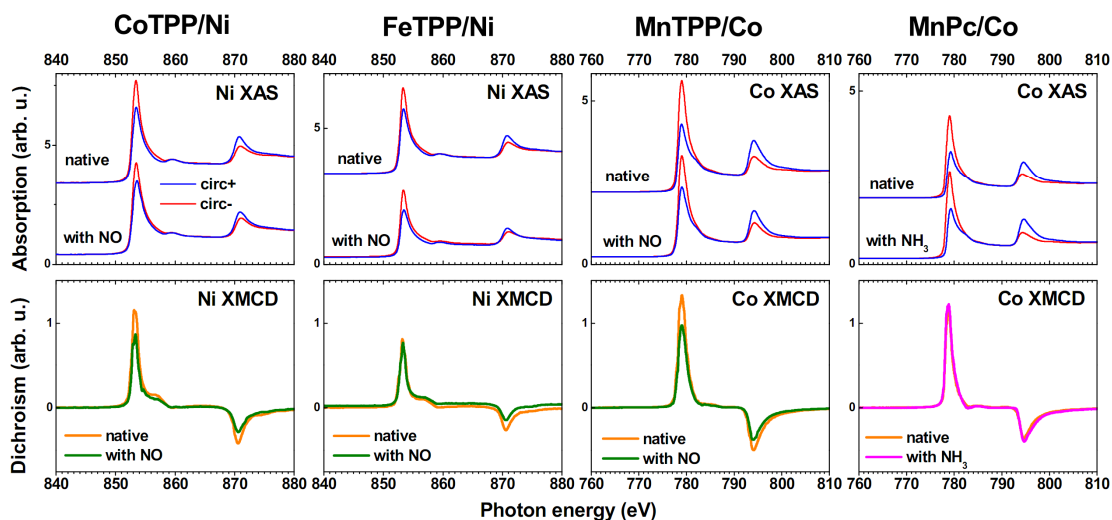 CoTPP/Ni FeTPP/Ni MnTPP/Co MnPc/Co
840 850 860 870 880 840 850 860 870 880 760 770 780 790 800 810 760 770 780 790 800 810
Absorption (arb. u.)
Ni XAS
native
circ+
circ-
with NO
5
0
Ni XAS
native
with NO
5
0
Co XAS
native
with NO
5
0
Co XAS
native
with NH3
5
0
Dichroism (arb. u.)
Ni XMCD
1
0
native
with NO
Ni XMCD
1
0
native
with NO
Co XMCD
1
0
native
with NO
Co XMCD
1
0
native
with NH3
840 850 860 870 880 840 850 860 870 880 760 770 780 790 800 810 760 770 780 790 800 810
Photon energy (eV)